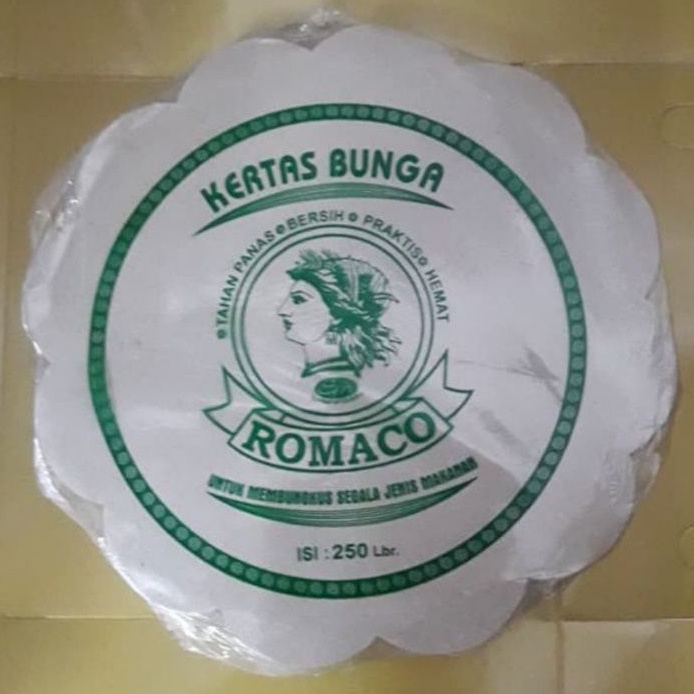 KERTAS BUNGA
TAHAN PANAS BERSIH PRAKTIS HEMAT
ROMACO
UNTUK MEMBUNGKUS SEGALA JENIS MAKANAN
ISI : 250 Lbr.